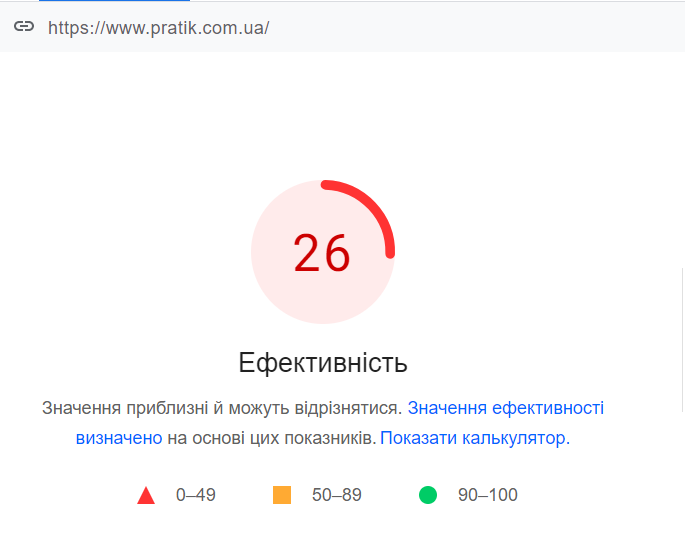 https://www.pratik.com.ua/
26
Ефективність
Значення приблизні й можуть відрізнятися. Значення ефективності
визначено на основі цих показників. Показати калькулятор.
0–49 50–89 90–100